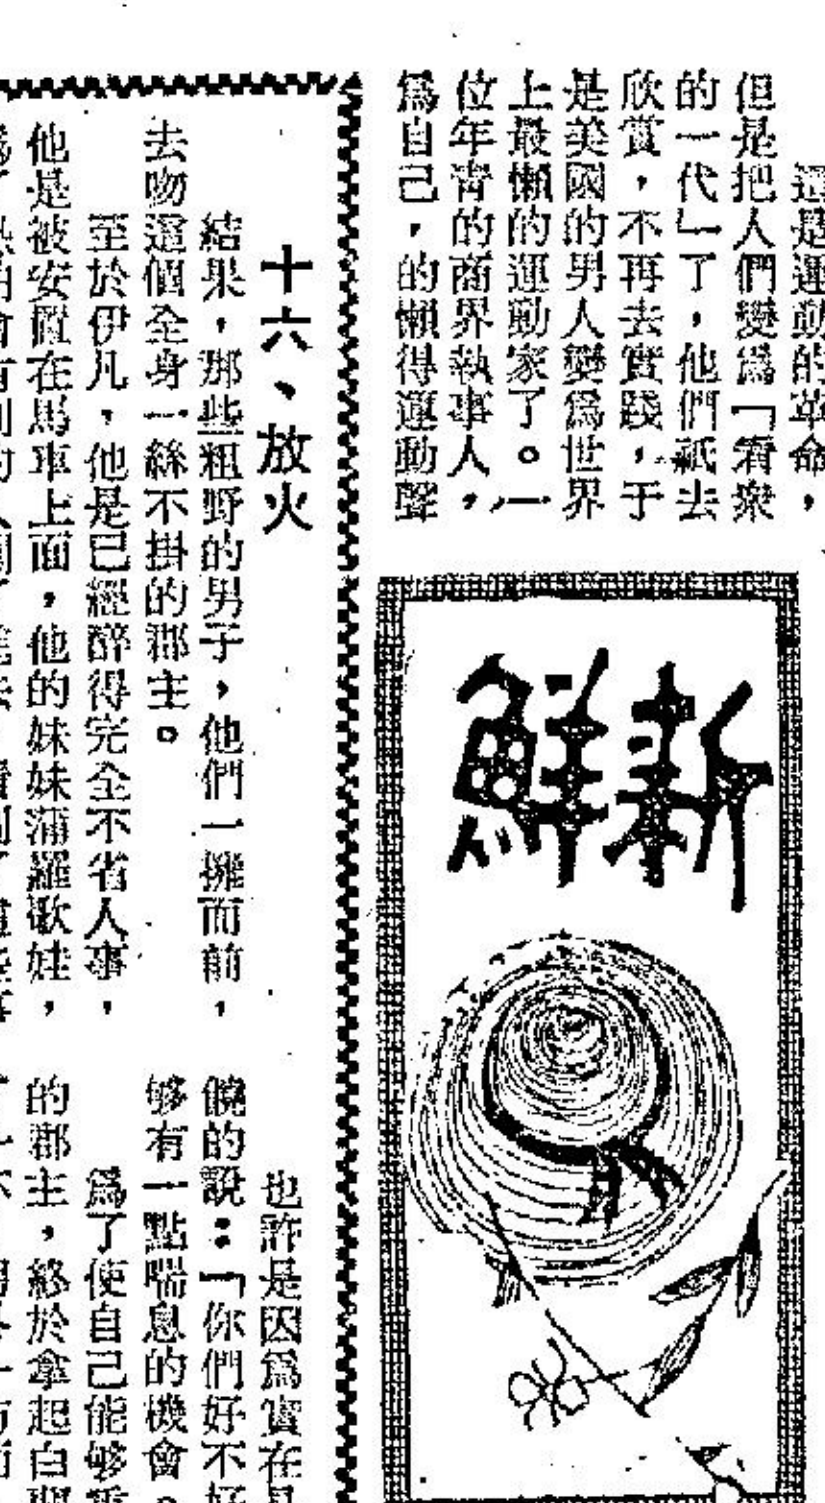 這是運動的革命，
但是把人們變爲「看衆
的一代」了，他們祇去
欣賞，不再去實踐，于
是美國的男人變爲世界
上最懶的運動家了。一
位年靑的商界執事人，
爲自己，的懶得運動聲
新鮮
十六、放火
結果，那些粗野的男子，他們一擁而前，
去吻這個全身一絲不掛的郡主。
至於伊凡，他是已經醉得完全不省人事，
他是被安置在馬車上面，他的妹妹蒲羅歌娃，
也許是因爲實在
饒的說：「你們好不好
够有一點喘息的機會。
爲了使自己能够
的郡主，終於拿起白